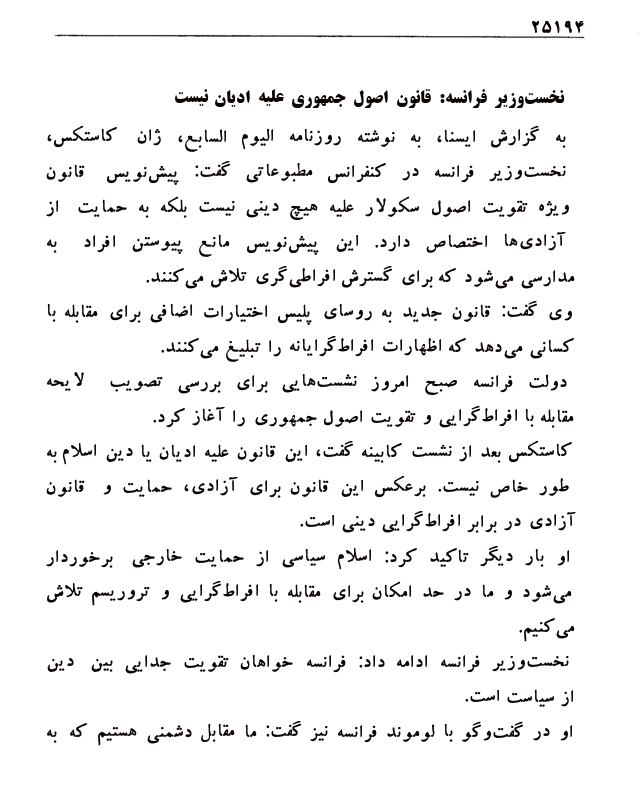 ۲۵۱۹۴
نخست‌وزیر فرانسه: قانون اصول جمهوری علیه ادیان نیست
به گزارش ایسنا، به نوشته روزنامه الیوم السابع، ژان کاستکس،
نخست‌وزیر فرانسه در کنفرانس مطبوعاتی گفت: پیش‌نویس قانون
ویژه تقویت اصول سکولار علیه هیچ دینی نیست بلکه به حمایت از
آزادی‌ها اختصاص دارد. این پیش‌نویس مانع پیوستن افراد به
مدارسی می‌شود که برای گسترش افراطی‌گری تلاش می‌کنند.
وی گفت: قانون جدید به روسای پلیس اختیارات اضافی برای مقابله با
کسانی می‌دهد که اظهارات افراط‌گرایانه را تبلیغ می‌کنند.
دولت فرانسه صبح امروز نشست‌هایی برای بررسی تصویب لایحه
مقابله با افراط‌گرایی و تقویت اصول جمهوری را آغاز کرد.
کاستکس بعد از نشست کابینه گفت، این قانون علیه ادیان یا دین اسلام به
طور خاص نیست. برعکس این قانون برای آزادی، حمایت و قانون
آزادی در برابر افراط‌گرایی دینی است.
او بار دیگر تاکید کرد: اسلام سیاسی از حمایت خارجی برخوردار
می‌شود و ما در حد امکان برای مقابله با افراط‌گرایی و تروریسم تلاش
می‌کنیم.
نخست‌وزیر فرانسه ادامه داد: فرانسه خواهان تقویت جدایی بین دین
از سیاست است.
او در گفت‌وگو با لوموند فرانسه نیز گفت: ما مقابل دشمنی هستیم که به